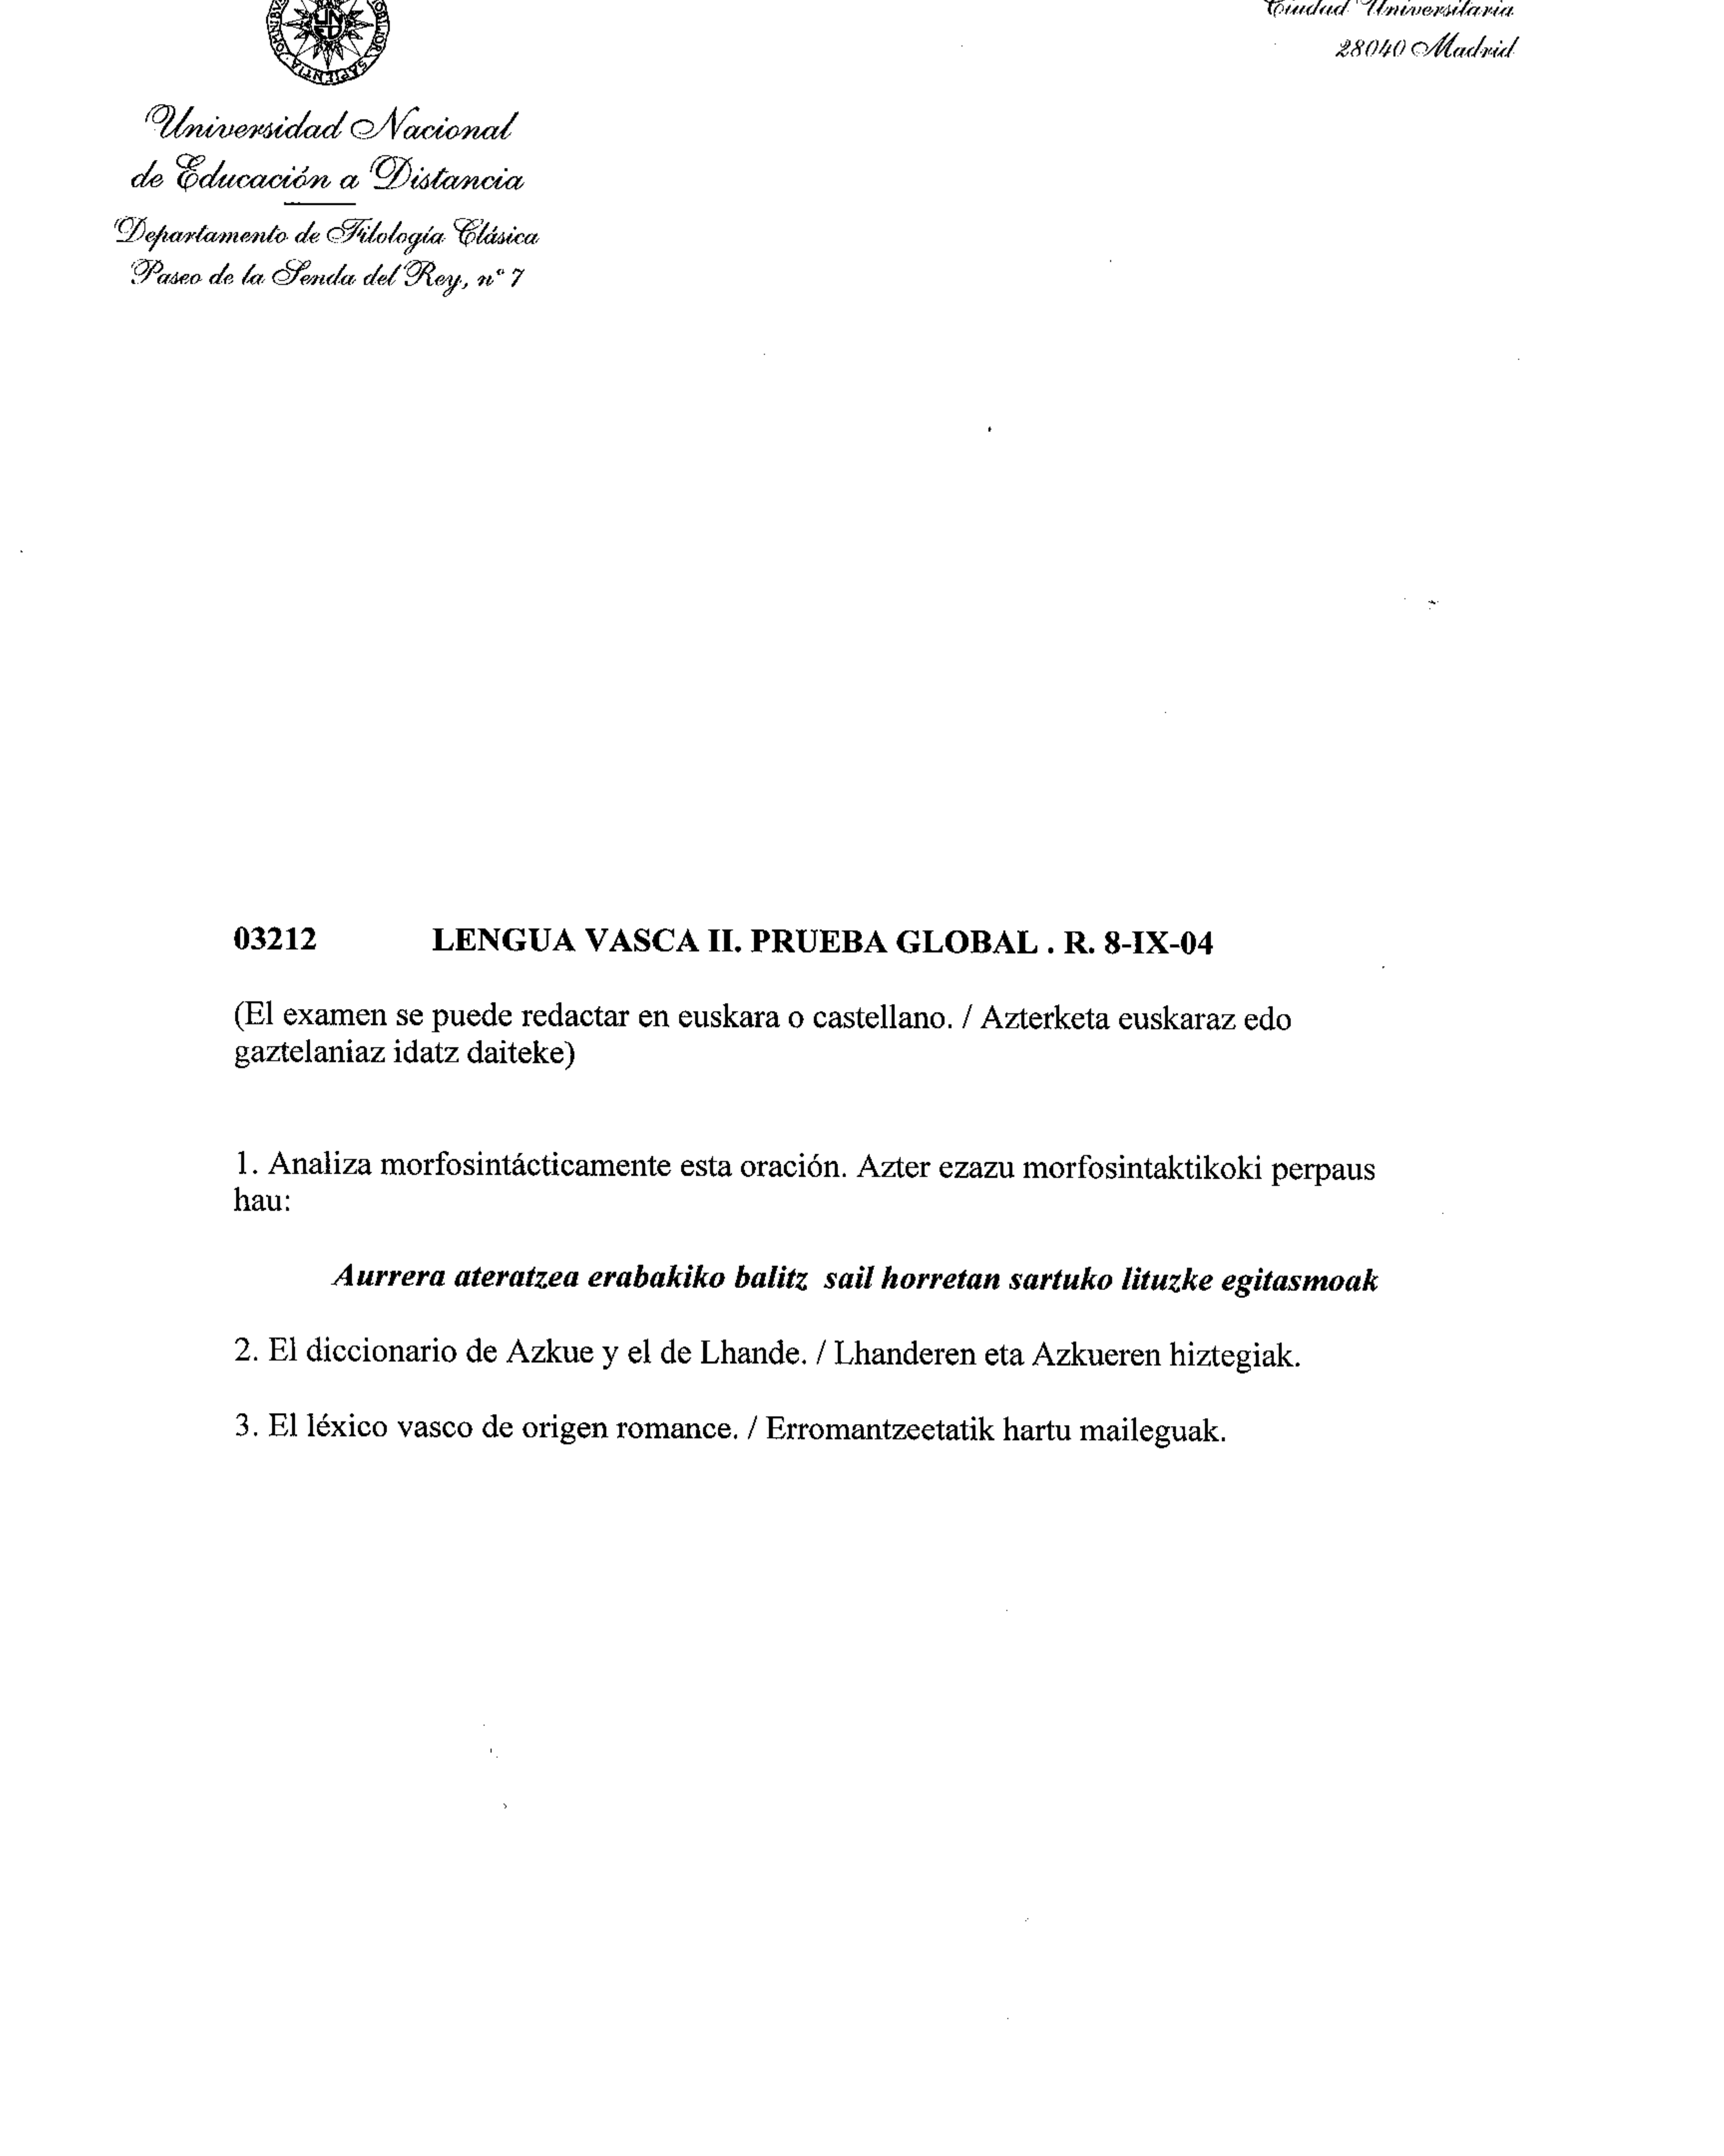 Ciudad Universitaria
28040 Madrid
OMNIBUS MOBILIOR SAPIENTIA
UNED
Universidad Nacional
de Educación a Distancia
Departamento de Filología Clásica
Paseo de la Senda del Rey, nº 7
03212 LENGUA VASCA II. PRUEBA GLOBAL . R. 8-IX-04
(El examen se puede redactar en euskara o castellano. / Azterketa euskaraz edo
gaztelaniaz idatz daiteke)
1. Analiza morfosintácticamente esta oración. Azter ezazu morfosintaktikoki perpaus
hau:
Aurrera ateratzea erabakiko balitz sail horretan sartuko lituzke egitasmoak
2. El diccionario de Azkue y el de Lhande. / Lhanderen eta Azkueren hiztegiak.
3. El léxico vasco de origen romance. / Erromantzeetatik hartu maileguak.